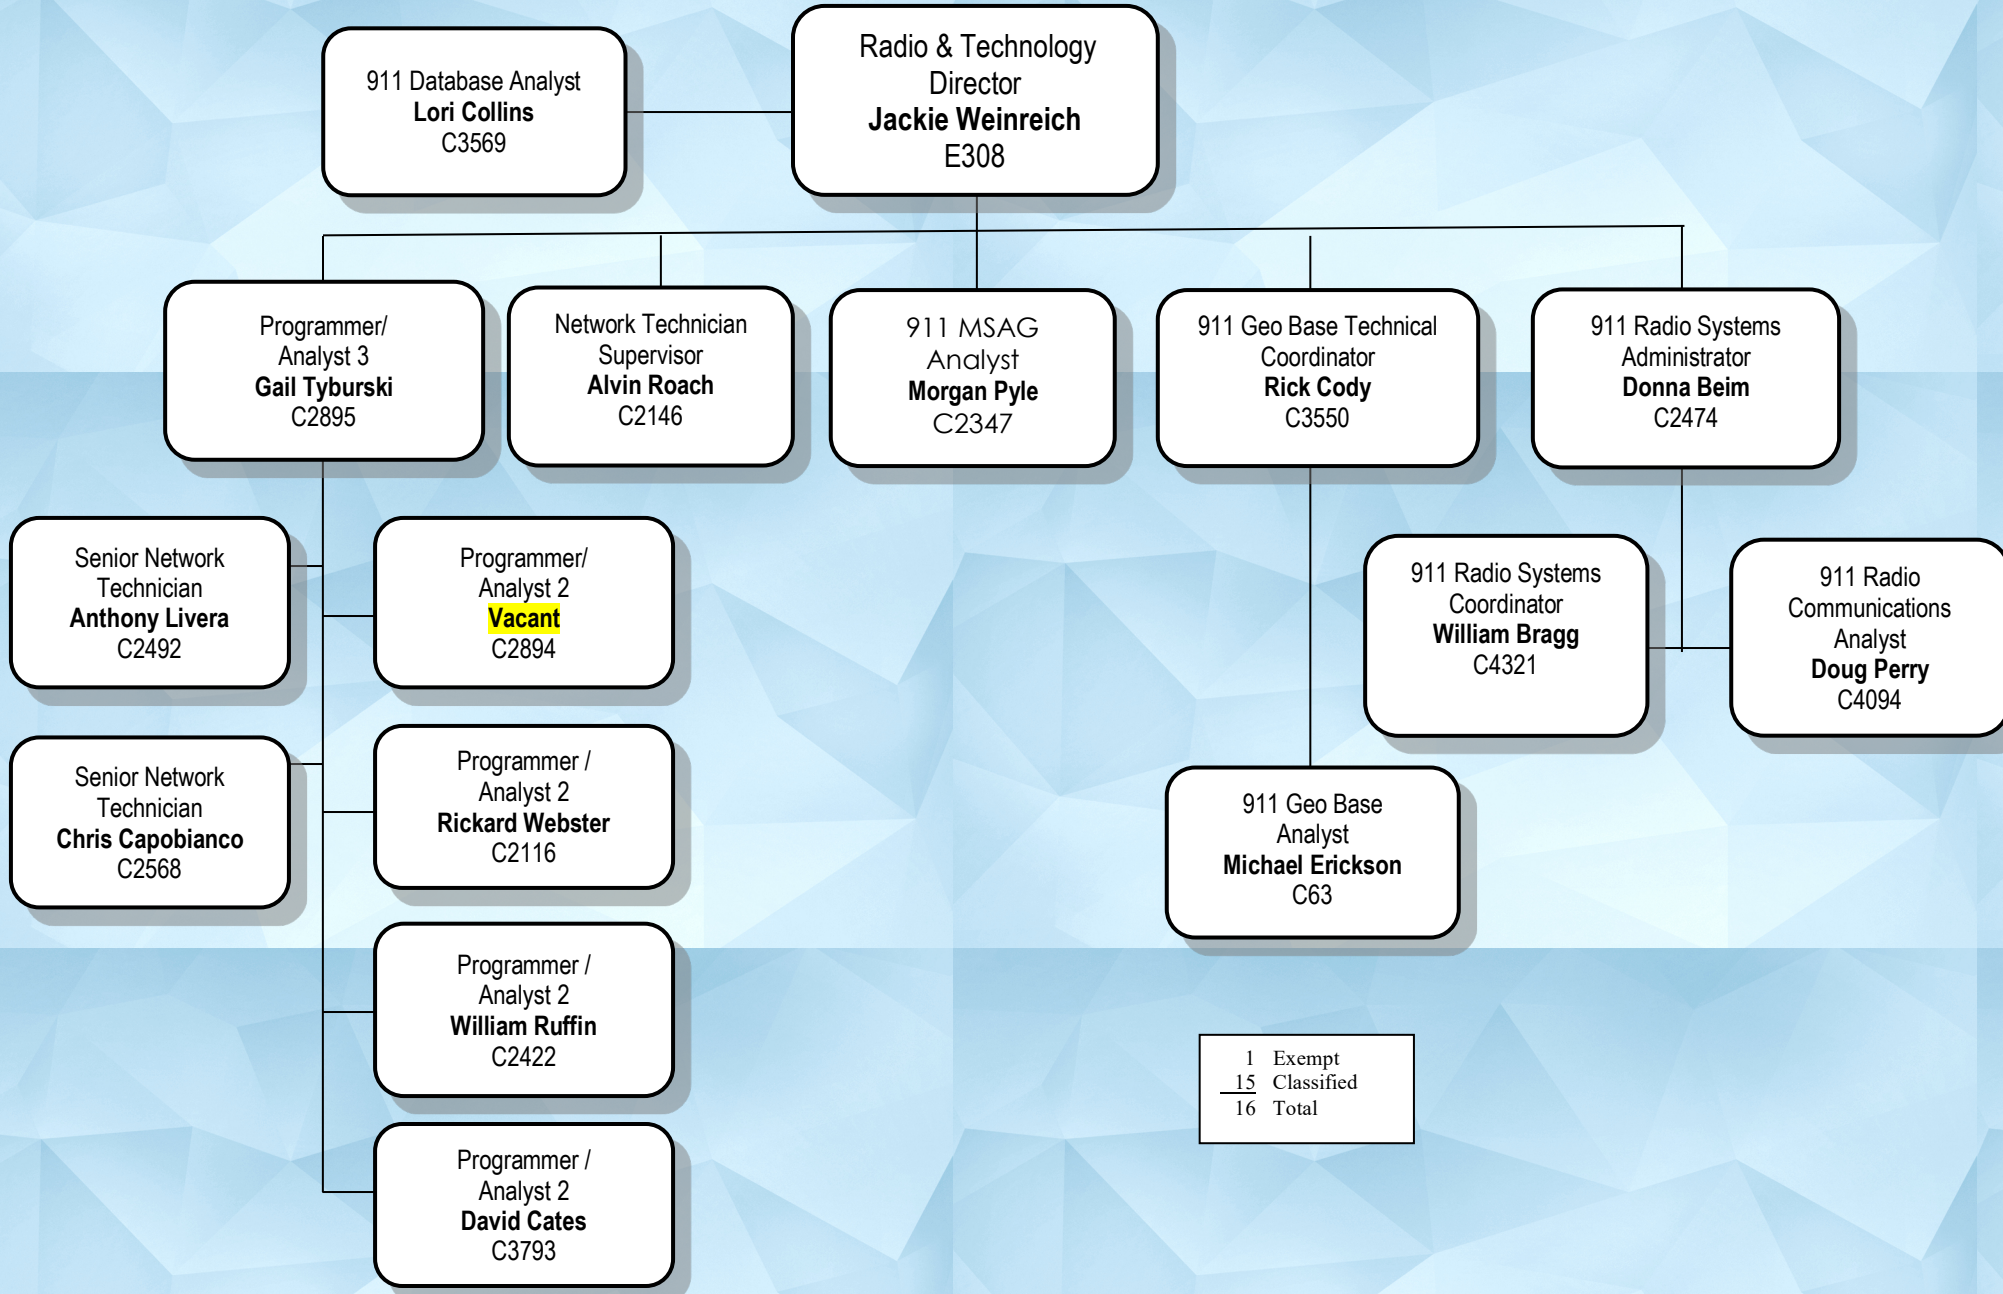 911 Database Analyst
Lori Collins
C3569
Radio & Technology
Director
Jackie Weinreich
E308
Programmer/
Analyst 3
Gail Tyburski
C2895
Network Technician
Supervisor
Alvin Roach
C2146
911 MSAG
Analyst
Morgan Pyle
C2347
911 Geo Base Technical
Coordinator
Rick Cody
C3550
911 Radio Systems
Administrator
Donna Beim
C2474
Senior Network
Technician
Anthony Livera
C2492
Programmer/
Analyst 2
Vacant
C2894
911 Radio Systems
Coordinator
William Bragg
C4321
911 Radio
Communications
Analyst
Doug Perry
C4094
Senior Network
Technician
Chris Capobianco
C2568
Programmer /
Analyst 2
Rickard Webster
C2116
911 Geo Base
Analyst
Michael Erickson
C63
Programmer /
Analyst 2
William Ruffin
C2422
1 Exempt
15 Classified
16 Total
Programmer /
Analyst 2
David Cates
C3793